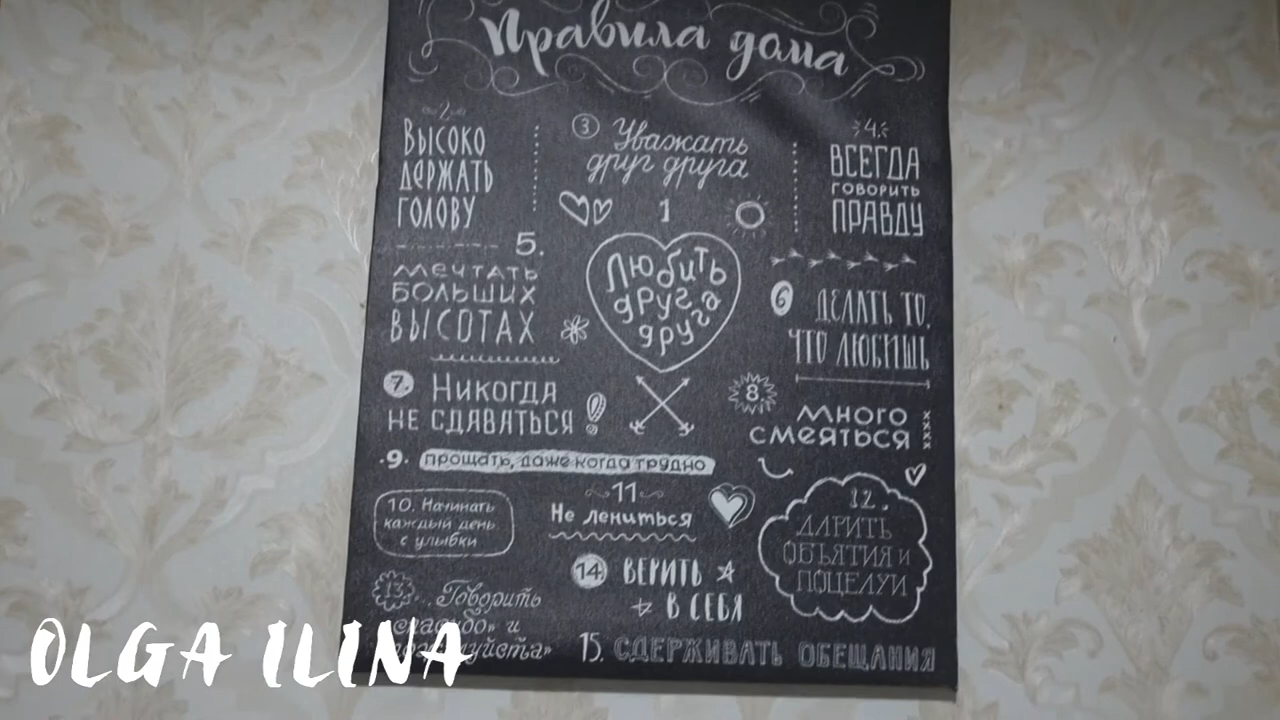 Правила дома
2
ВЫСОКО
ДЕРЖАТЬ
ГОЛОВУ
3 Уважать
друг друга
4.
ВСЕГДА
ГОВОРИТЬ
ПРАВДУ
1
Любить
друг
друга
5.
МЕЧТАТЬ
БОЛЬШИХ
ВЫСОТАХ
6 ДЕЛАТЬ ТО,
ЧТО ЛЮБИШЬ
7. НИКОГДА
НЕ СДАВАТЬСЯ!
8.
МНОГО
СМЕЯТЬСЯ
.9. прощать, даже когда трудно
10. Начинать
каждый день
с улыбки
11
Не лениться
12.
ДАРИТЬ
ОБЪЯТИЯ и
ПОЦЕЛУИ
13. Говорить
и
14 ВЕРИТЬ
В СЕБЯ
15. СДЕРЖИВАТЬ ОБЕЩАНИЯ
OLGA ILINA